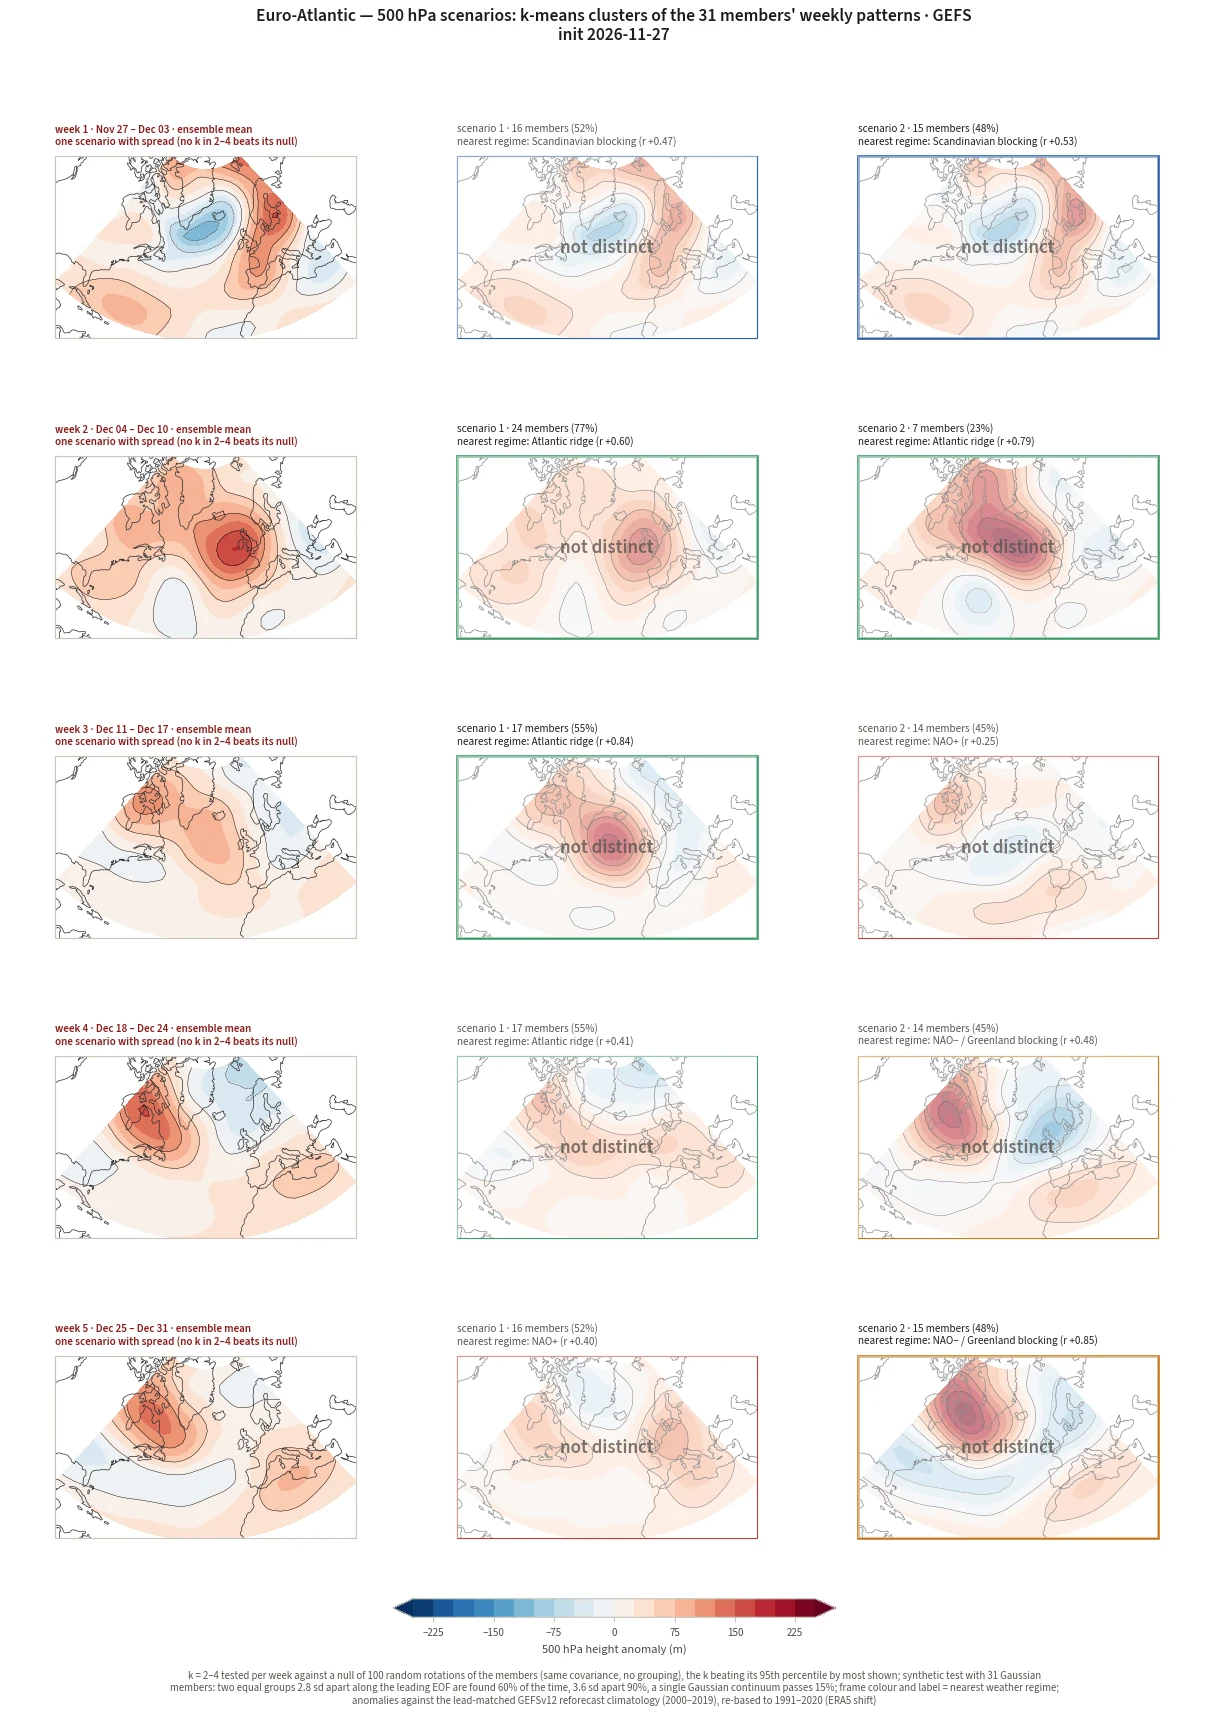 Euro-Atlantic — 500 hPa scenarios: k-means clusters of the 31 members' weekly patterns · GEFS
init 2026-11-27
week 1 · Nov 27 – Dec 03 · ensemble mean
one scenario with spread (no k in 2–4 beats its null)
scenario 1 · 16 members (52%)
nearest regime: Scandinavian blocking (r +0.47)
not distinct
scenario 2 · 15 members (48%)
nearest regime: Scandinavian blocking (r +0.53)
not distinct
week 2 · Dec 04 – Dec 10 · ensemble mean
one scenario with spread (no k in 2–4 beats its null)
scenario 1 · 24 members (77%)
nearest regime: Atlantic ridge (r +0.60)
not distinct
scenario 2 · 7 members (23%)
nearest regime: Atlantic ridge (r +0.79)
not distinct
week 3 · Dec 11 – Dec 17 · ensemble mean
one scenario with spread (no k in 2–4 beats its null)
scenario 1 · 17 members (55%)
nearest regime: Atlantic ridge (r +0.84)
not distinct
scenario 2 · 14 members (45%)
nearest regime: NAO+ (r +0.25)
not distinct
week 4 · Dec 18 – Dec 24 · ensemble mean
one scenario with spread (no k in 2–4 beats its null)
scenario 1 · 17 members (55%)
nearest regime: Atlantic ridge (r +0.41)
not distinct
scenario 2 · 14 members (45%)
nearest regime: NAO− / Greenland blocking (r +0.48)
not distinct
week 5 · Dec 25 – Dec 31 · ensemble mean
one scenario with spread (no k in 2–4 beats its null)
scenario 1 · 16 members (52%)
nearest regime: NAO+ (r +0.40)
not distinct
scenario 2 · 15 members (48%)
nearest regime: NAO− / Greenland blocking (r +0.85)
not distinct
−225 −150 −75 0 75 150 225
500 hPa height anomaly (m)
k = 2–4 tested per week against a null of 100 random rotations of the members (same covariance, no grouping), the k beating its 95th percentile by most shown; synthetic test with 31 Gaussian
members: two equal groups 2.8 sd apart along the leading EOF are found 60% of the time, 3.6 sd apart 90%, a single Gaussian continuum passes 15%; frame colour and label = nearest weather regime;
anomalies against the lead-matched GEFSv12 reforecast climatology (2000–2019), re-based to 1991–2020 (ERA5 shift)